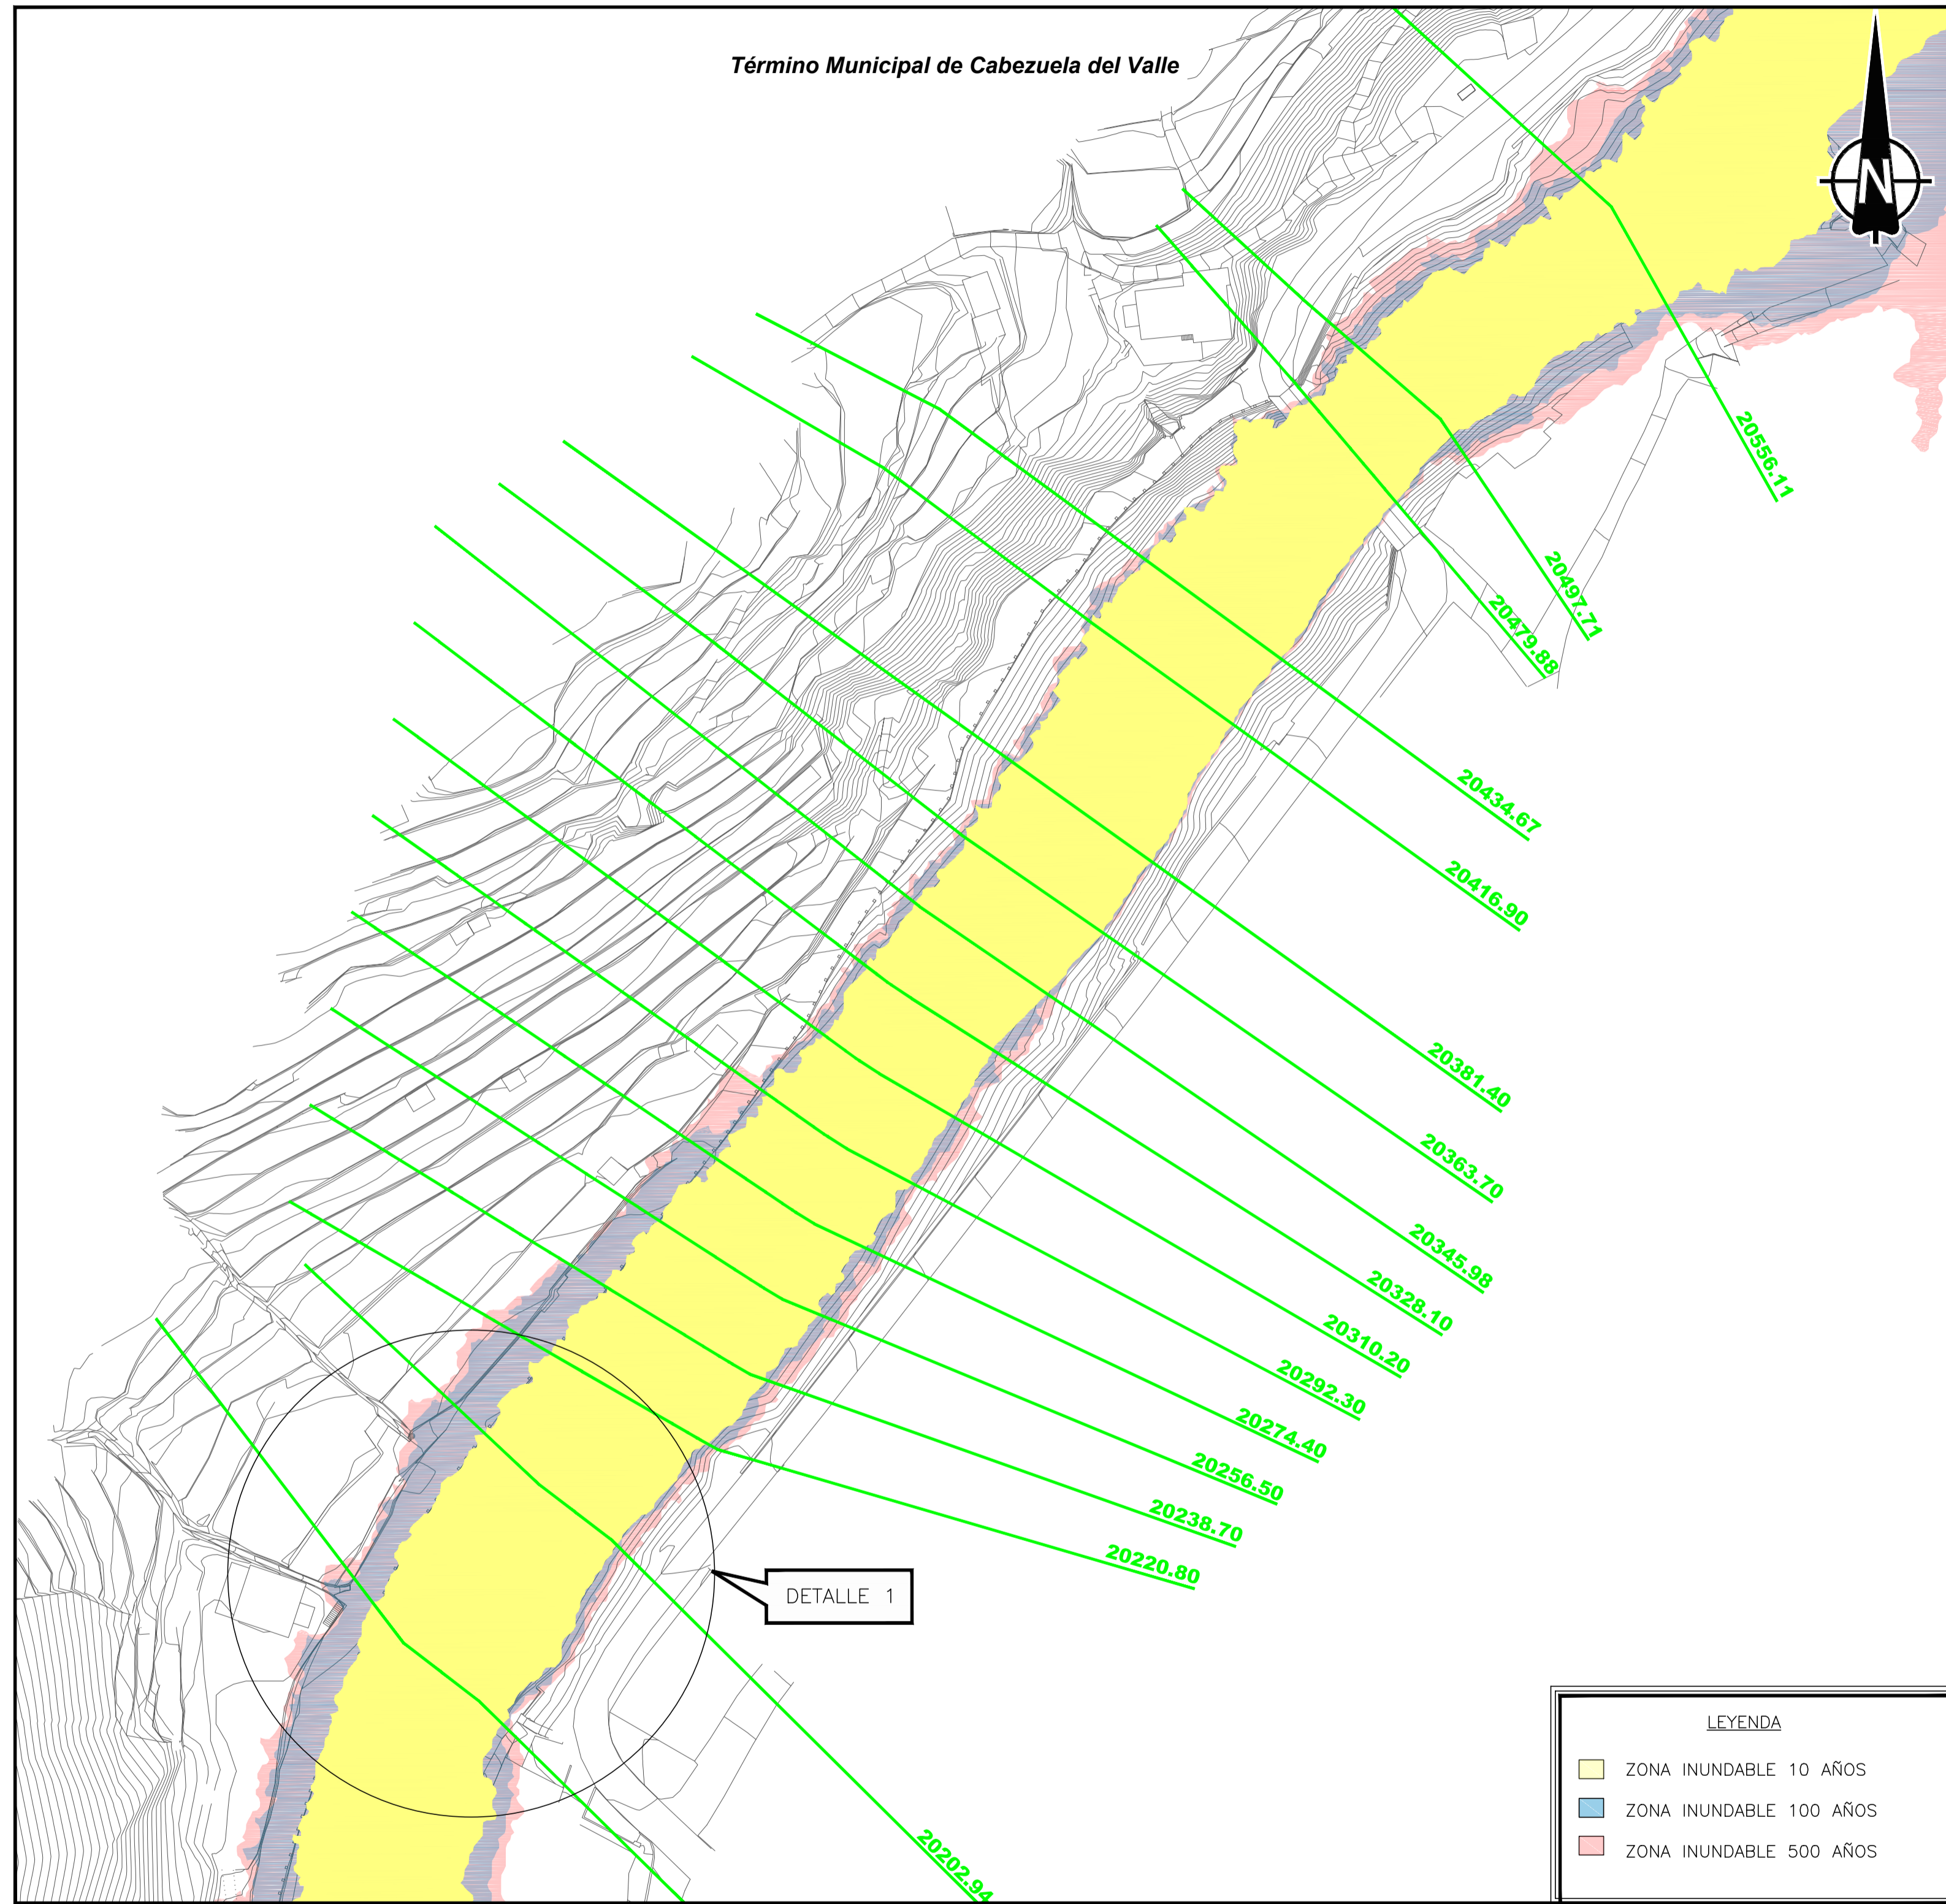 Término Municipal de Cabezuela del Valle
N
20556.11
20497.71
20479.88
20434.67
20416.90
20381.40
20363.70
20345.98
20328.10
20310.20
20292.30
20274.40
20256.50
20238.70
20220.80
DETALLE 1
20202.94
LEYENDA
ZONA INUNDABLE 10 AÑOS
ZONA INUNDABLE 100 AÑOS
ZONA INUNDABLE 500 AÑOS